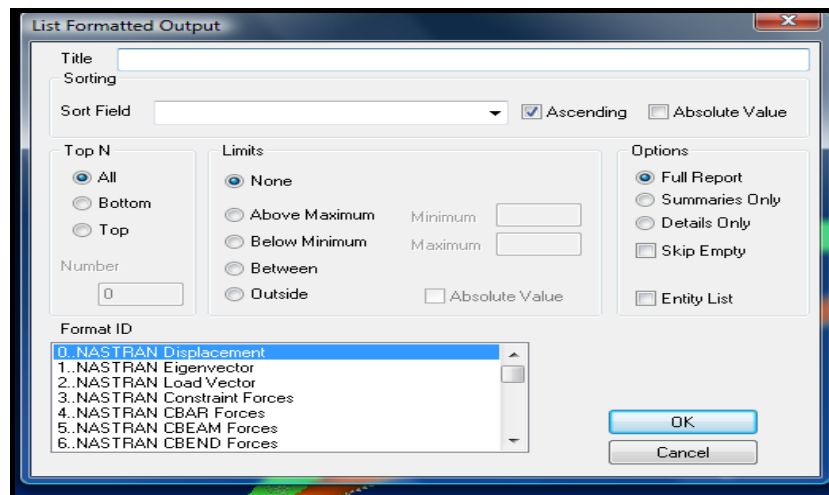 List Formatted Output
Title
Sorting
Sort Field
Ascending
Absolute Value
Top N
All
Bottom
Top
Number
0
Limits
None
Above Maximum
Below Minimum
Between
Outside
Minimum
Maximum
Absolute Value
Options
Full Report
Summaries Only
Details Only
Skip Empty
Entity List
Format ID
0..NASTRAN Displacement
1..NASTRAN Eigenvector
2..NASTRAN Load Vector
3..NASTRAN Constraint Forces
4..NASTRAN CBAR Forces
5..NASTRAN CBEAM Forces
6..NASTRAN CBEND Forces
OK
Cancel